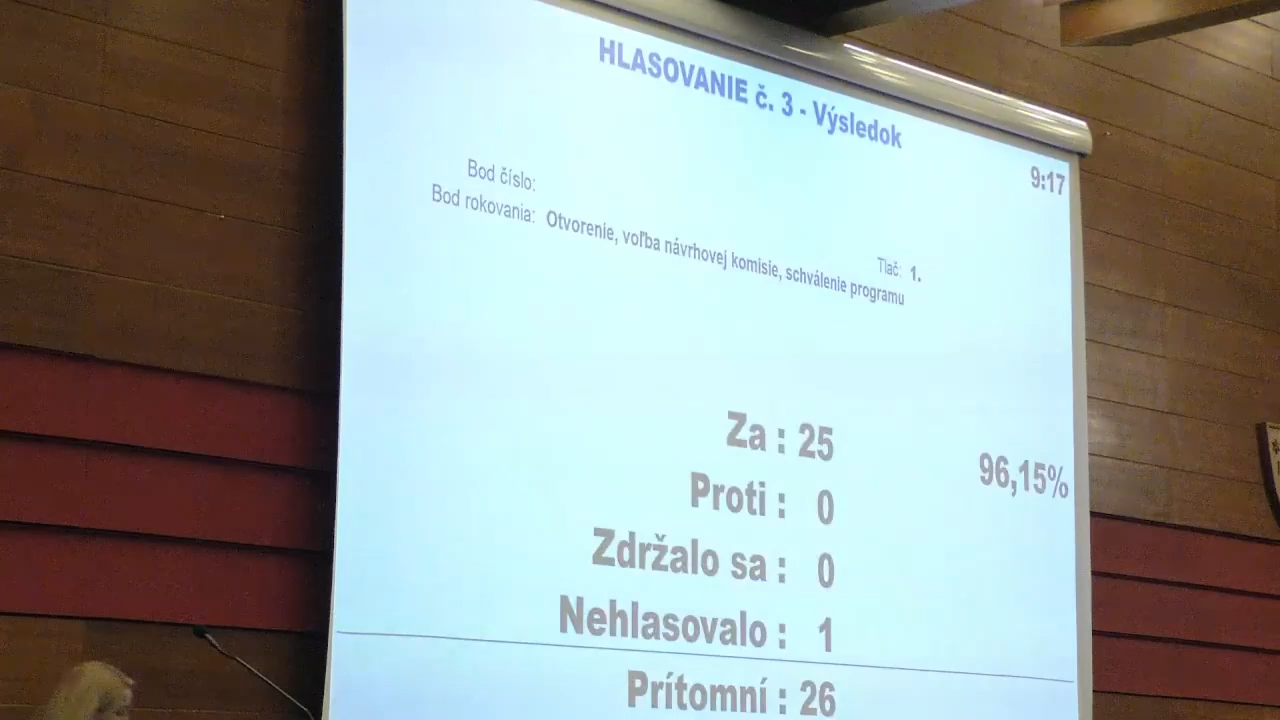 HLASOVANIE č. 3 - Výsledok
9:17
Bod číslo:
Tlač: 1.
Bod rokovania: Otvorenie, voľba návrhovej komisie, schválenie programu
Za : 25
96,15%
Proti : 0
Zdržalo sa : 0
Nehlasovalo : 1
Prítomní : 26